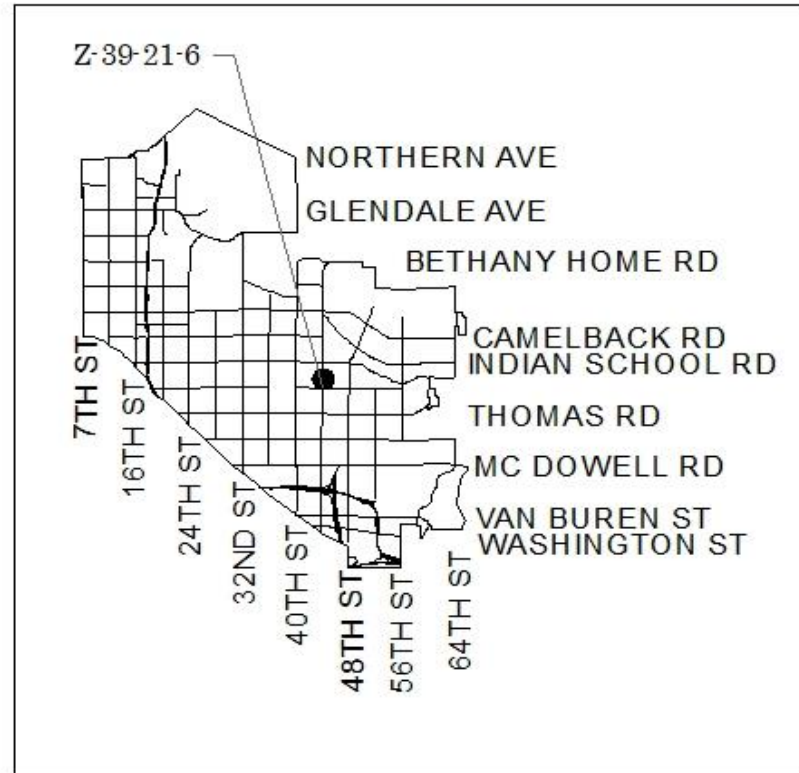 Z-39-21-6
NORTHERN AVE
GLENDALE AVE
BETHANY HOME RD
CAMELBACK RD
INDIAN SCHOOL RD
THOMAS RD
MC DOWELL RD
VAN BUREN ST
WASHINGTON ST
7TH ST
16TH ST
24TH ST
32ND ST
40TH ST
48TH ST
56TH ST
64TH ST